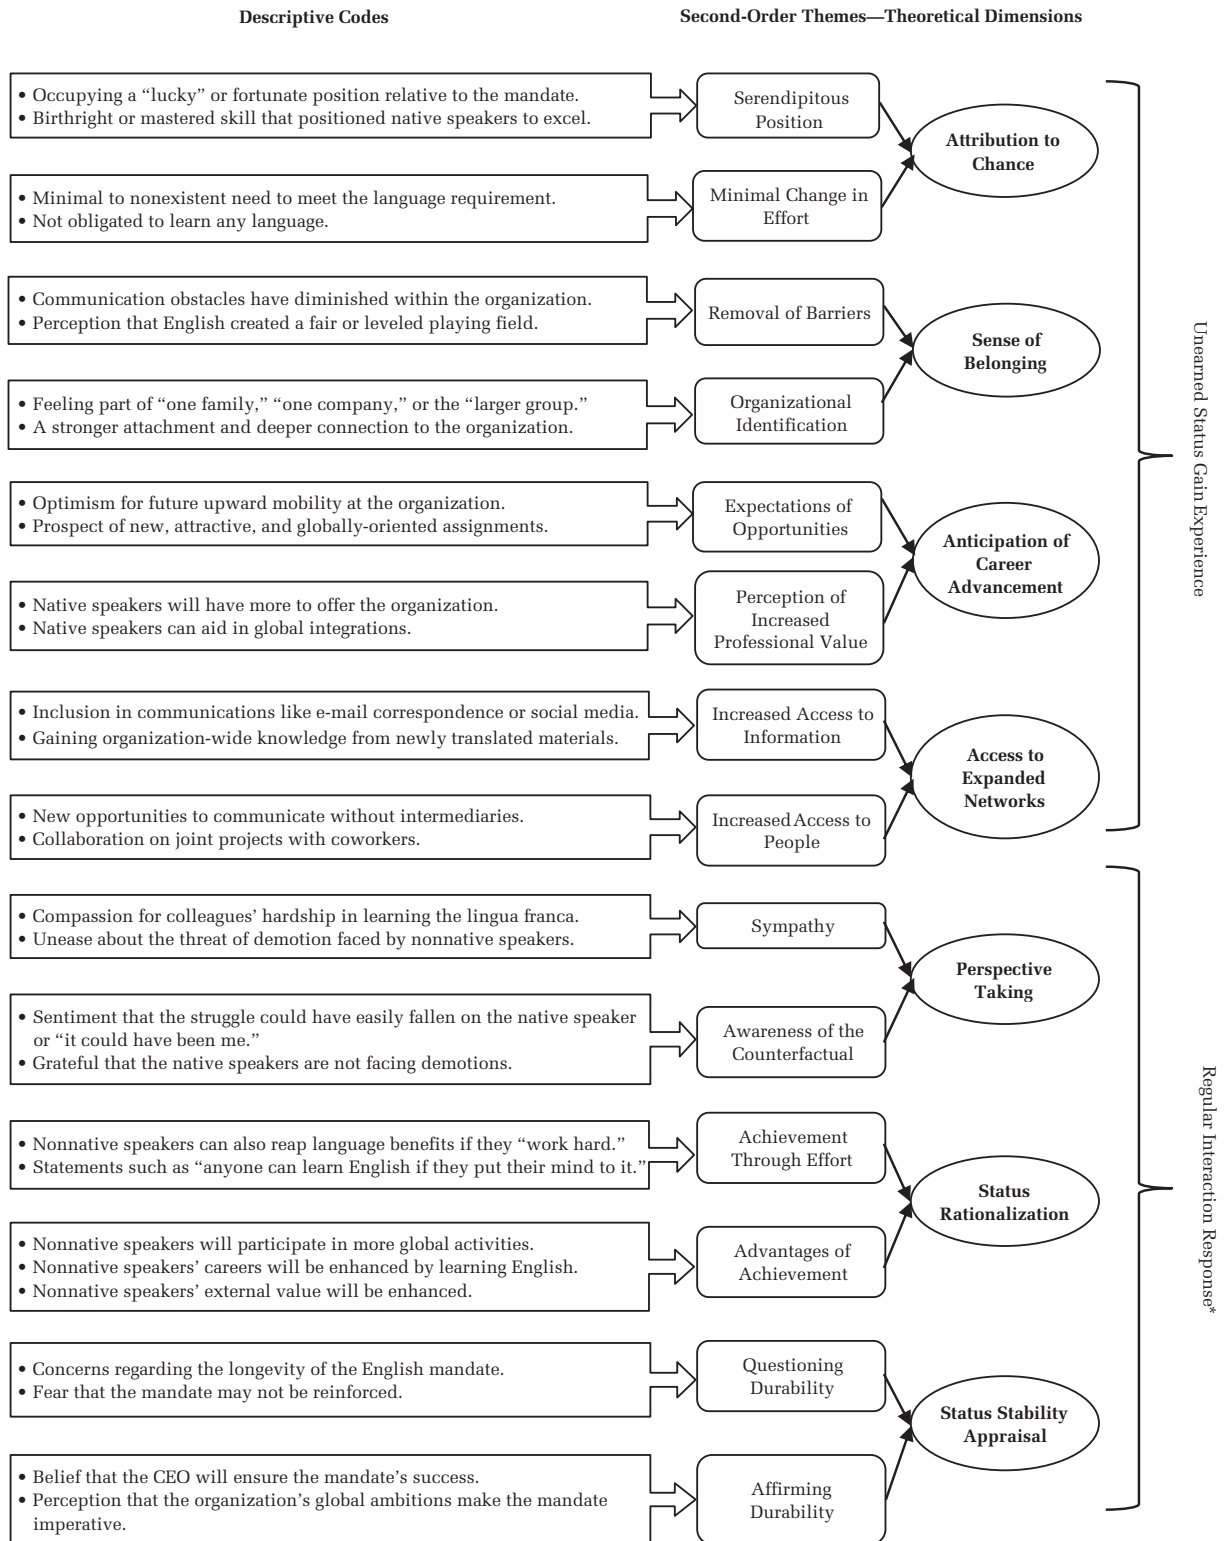 Descriptive Codes
Second-Order Themes—Theoretical Dimensions
• Occupying a “lucky” or fortunate position relative to the mandate.
• Birthright or mastered skill that positioned native speakers to excel.
Serendipitous
Position
Attribution to
Chance
• Minimal to nonexistent need to meet the language requirement.
• Not obligated to learn any language.
Minimal Change in
Effort
• Communication obstacles have diminished within the organization.
• Perception that English created a fair or leveled playing field.
Removal of Barriers
Sense of
Belonging
• Feeling part of “one family,” “one company,” or the “larger group.”
• A stronger attachment and deeper connection to the organization.
Organizational
Identification
• Optimism for future upward mobility at the organization.
• Prospect of new, attractive, and globally-oriented assignments.
Expectations of
Opportunities
Anticipation of
Career
Advancement
• Native speakers will have more to offer the organization.
• Native speakers can aid in global integrations.
Perception of
Increased
Professional Value
• Inclusion in communications like e-mail correspondence or social media.
• Gaining organization-wide knowledge from newly translated materials.
Increased Access to
Information
Access to
Expanded
Networks
• New opportunities to communicate without intermediaries.
• Collaboration on joint projects with coworkers.
Increased Access to
People
Unearned Status Gain Experience
• Compassion for colleagues’ hardship in learning the lingua franca.
• Unease about the threat of demotion faced by nonnative speakers.
Sympathy
Perspective
Taking
• Sentiment that the struggle could have easily fallen on the native speaker
or “it could have been me.”
• Grateful that the native speakers are not facing demotions.
Awareness of the
Counterfactual
• Nonnative speakers can also reap language benefits if they “work hard.”
• Statements such as “anyone can learn English if they put their mind to it.”
Achievement
Through Effort
Status
Rationalization
• Nonnative speakers will participate in more global activities.
• Nonnative speakers’ careers will be enhanced by learning English.
• Nonnative speakers’ external value will be enhanced.
Advantages of
Achievement
• Concerns regarding the longevity of the English mandate.
• Fear that the mandate may not be reinforced.
Questioning
Durability
Status Stability
Appraisal
• Belief that the CEO will ensure the mandate’s success.
• Perception that the organization’s global ambitions make the mandate
imperative.
Affirming
Durability
Regular Interaction Response*